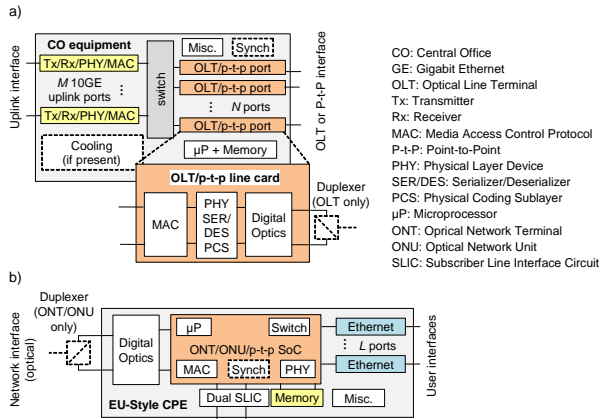 a)
CO equipment
Misc.
Synch
Uplink interface
Tx/Rx/PHY/MAC
M 10GE
uplink ports
Tx/Rx/PHY/MAC
switch
OLT/p-t-p port
OLT/p-t-p port
N ports
OLT/p-t-p port
OLT or P-t-P interface
Cooling
(if present)
µP + Memory
OLT/p-t-p line card
MAC
PHY
SER/
DES
PCS
Digital
Optics
Duplexer
(OLT only)
CO: Central Office
GE: Gigabit Ethernet
OLT: Optical Line Terminal
Tx: Transmitter
Rx: Receiver
MAC: Media Access Control Protocol
P-t-P: Point-to-Point
PHY: Physical Layer Device
SER/DES: Serializer/Deserializer
PCS: Physical Coding Sublayer
µP: Microprocessor
ONT: Oprical Network Terminal
ONU: Optical Network Unit
SLIC: Subscriber Line Interface Circuit
b)
Duplexer
(ONT/ONU
only)
Network interface
(optical)
Digital
Optics
µP
Switch
ONT/ONU/p-t-p SoC
MAC
Synch
PHY
Ethernet
L ports
Ethernet
User interfaces
EU-Style CPE
Dual SLIC
Memory
Misc.